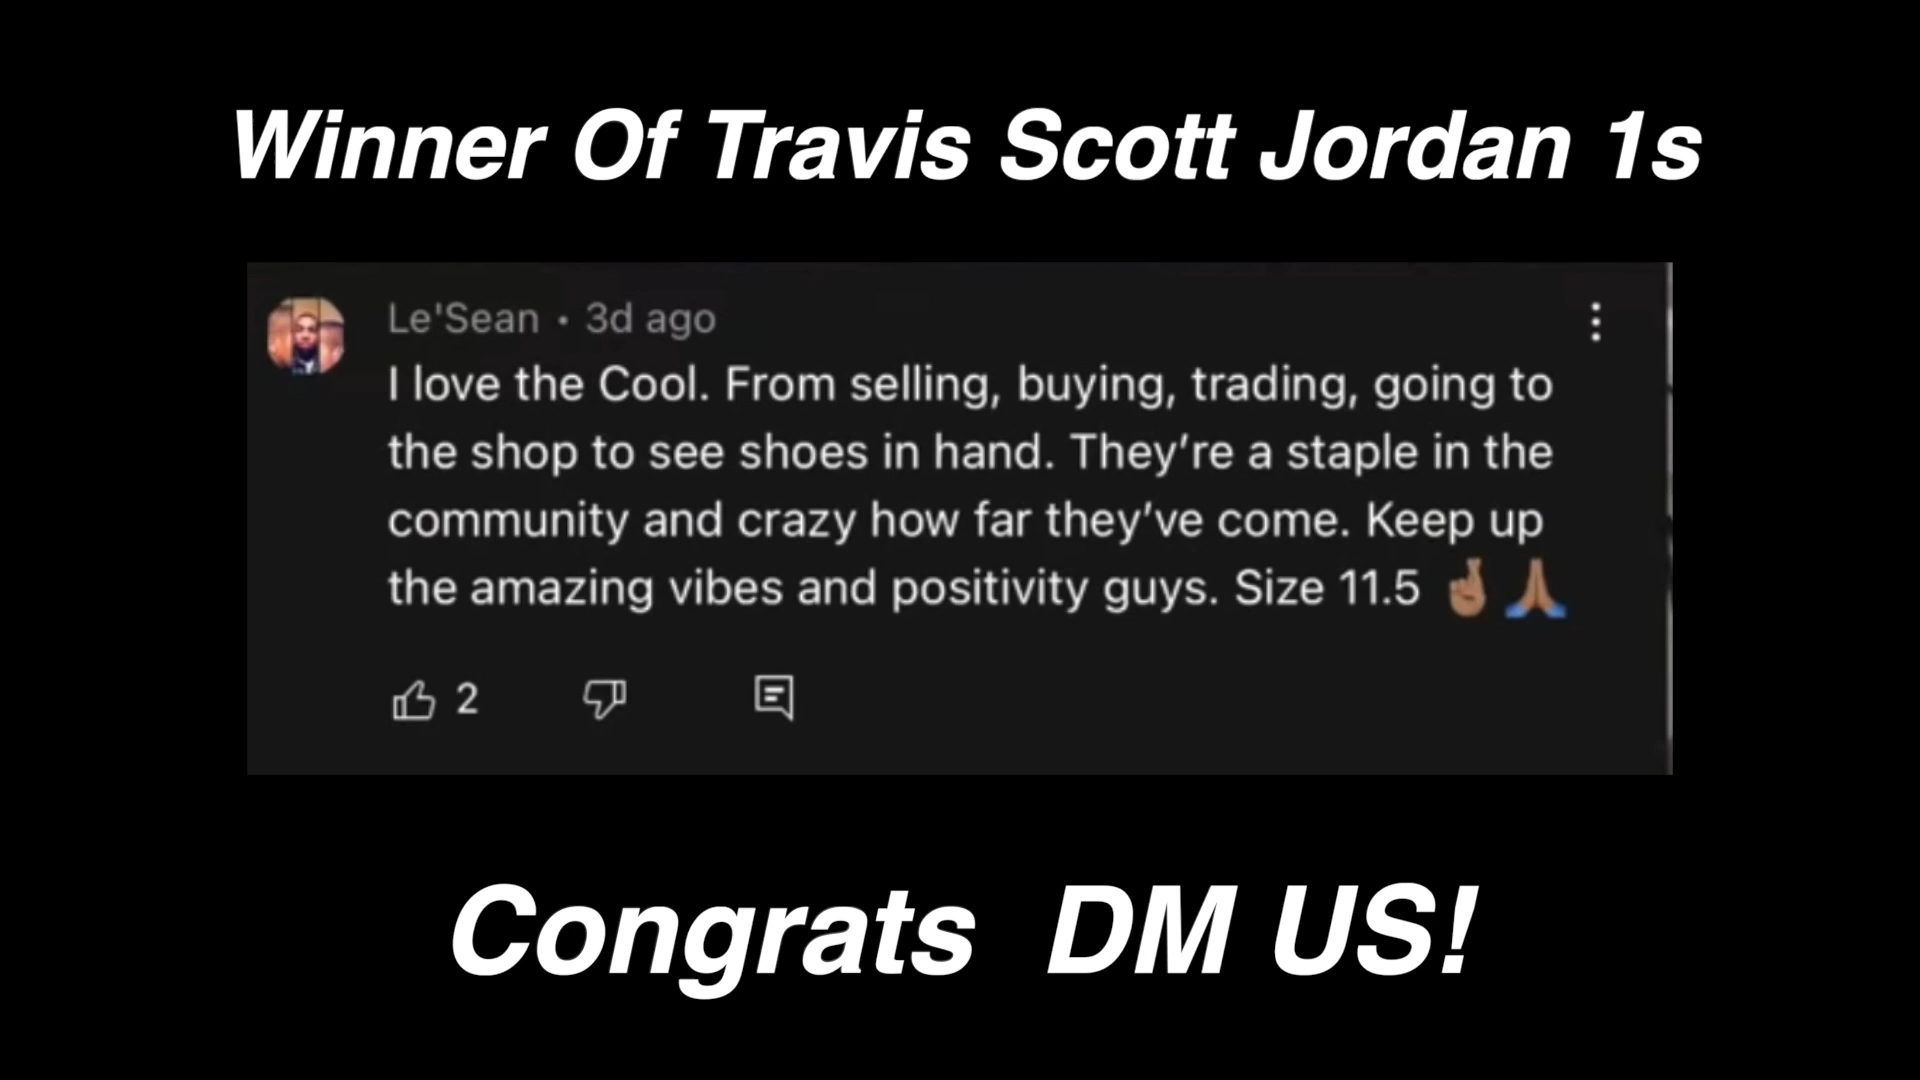 Winner Of Travis Scott Jordan 1s
Le'Sean • 3d ago
I love the Cool. From selling, buying, trading, going to
the shop to see shoes in hand. They’re a staple in the
community and crazy how far they’ve come. Keep up
the amazing vibes and positivity guys. Size 11.5 🤞🏽🙏🏽
2
Congrats  DM US!